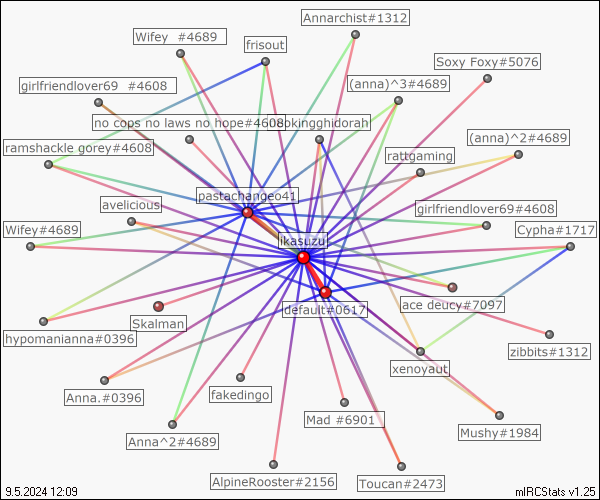 Annarchist#1312
Wifey  #4689
frisout
Soxy Foxy#5076
girlfriendlover69  #4608
(anna)^3#4689
no cops no laws no hope#4608
okingghidorah
ramshackle gorey#4608
(anna)^2#4689
rattgaming
pastachangeo41
avelicious
girlfriendlover69#4608
Wifey#4689
ikasuzu
Cypha#1717
ace deucy#7097
default#0617
Skalman
hypomanianna#0396
zibbits#1312
xenoyaut
Anna.#0396
fakedingo
Mad #6901
Mushy#1984
Anna^2#4689
AlpineRooster#2156
Toucan#2473
9.5.2024 12:09
mIRCStats v1.25